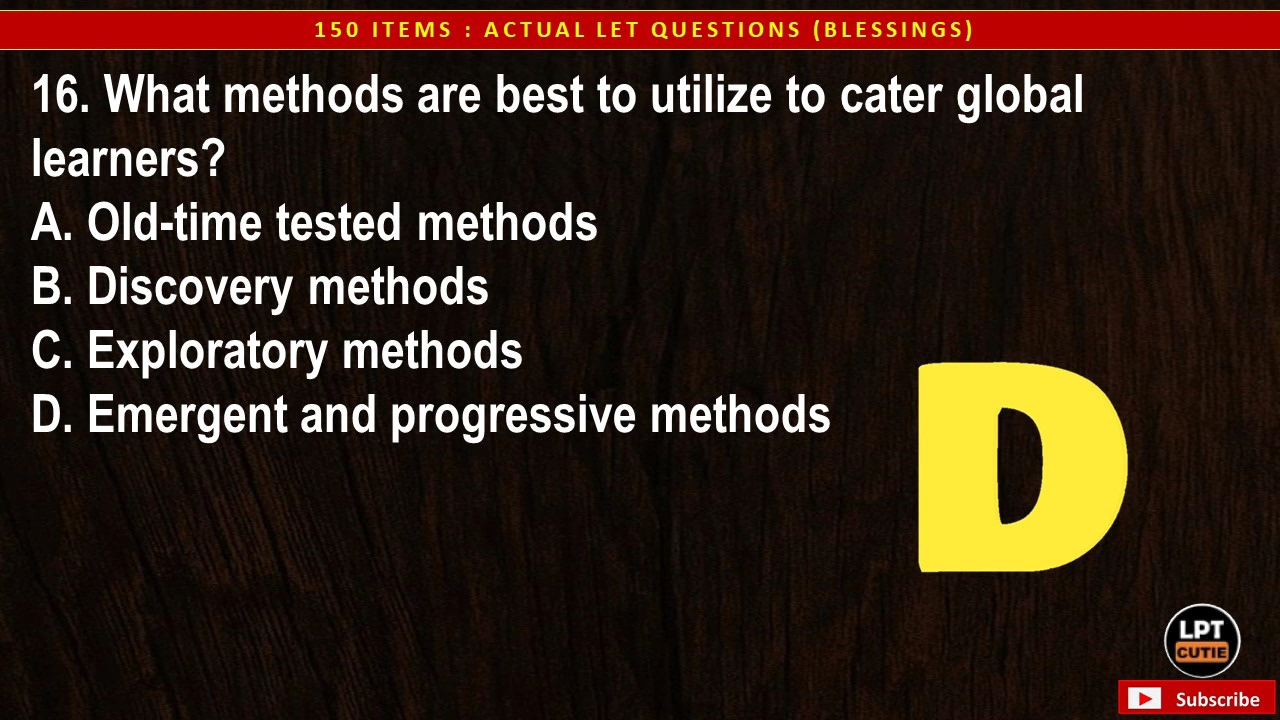 150 ITEMS : ACTUAL LET QUESTIONS (BLESSINGS)
16. What methods are best to utilize to cater global
learners?
A. Old-time tested methods
B. Discovery methods
C. Exploratory methods
D. Emergent and progressive methods
D
LPT
CUTIE
Subscribe